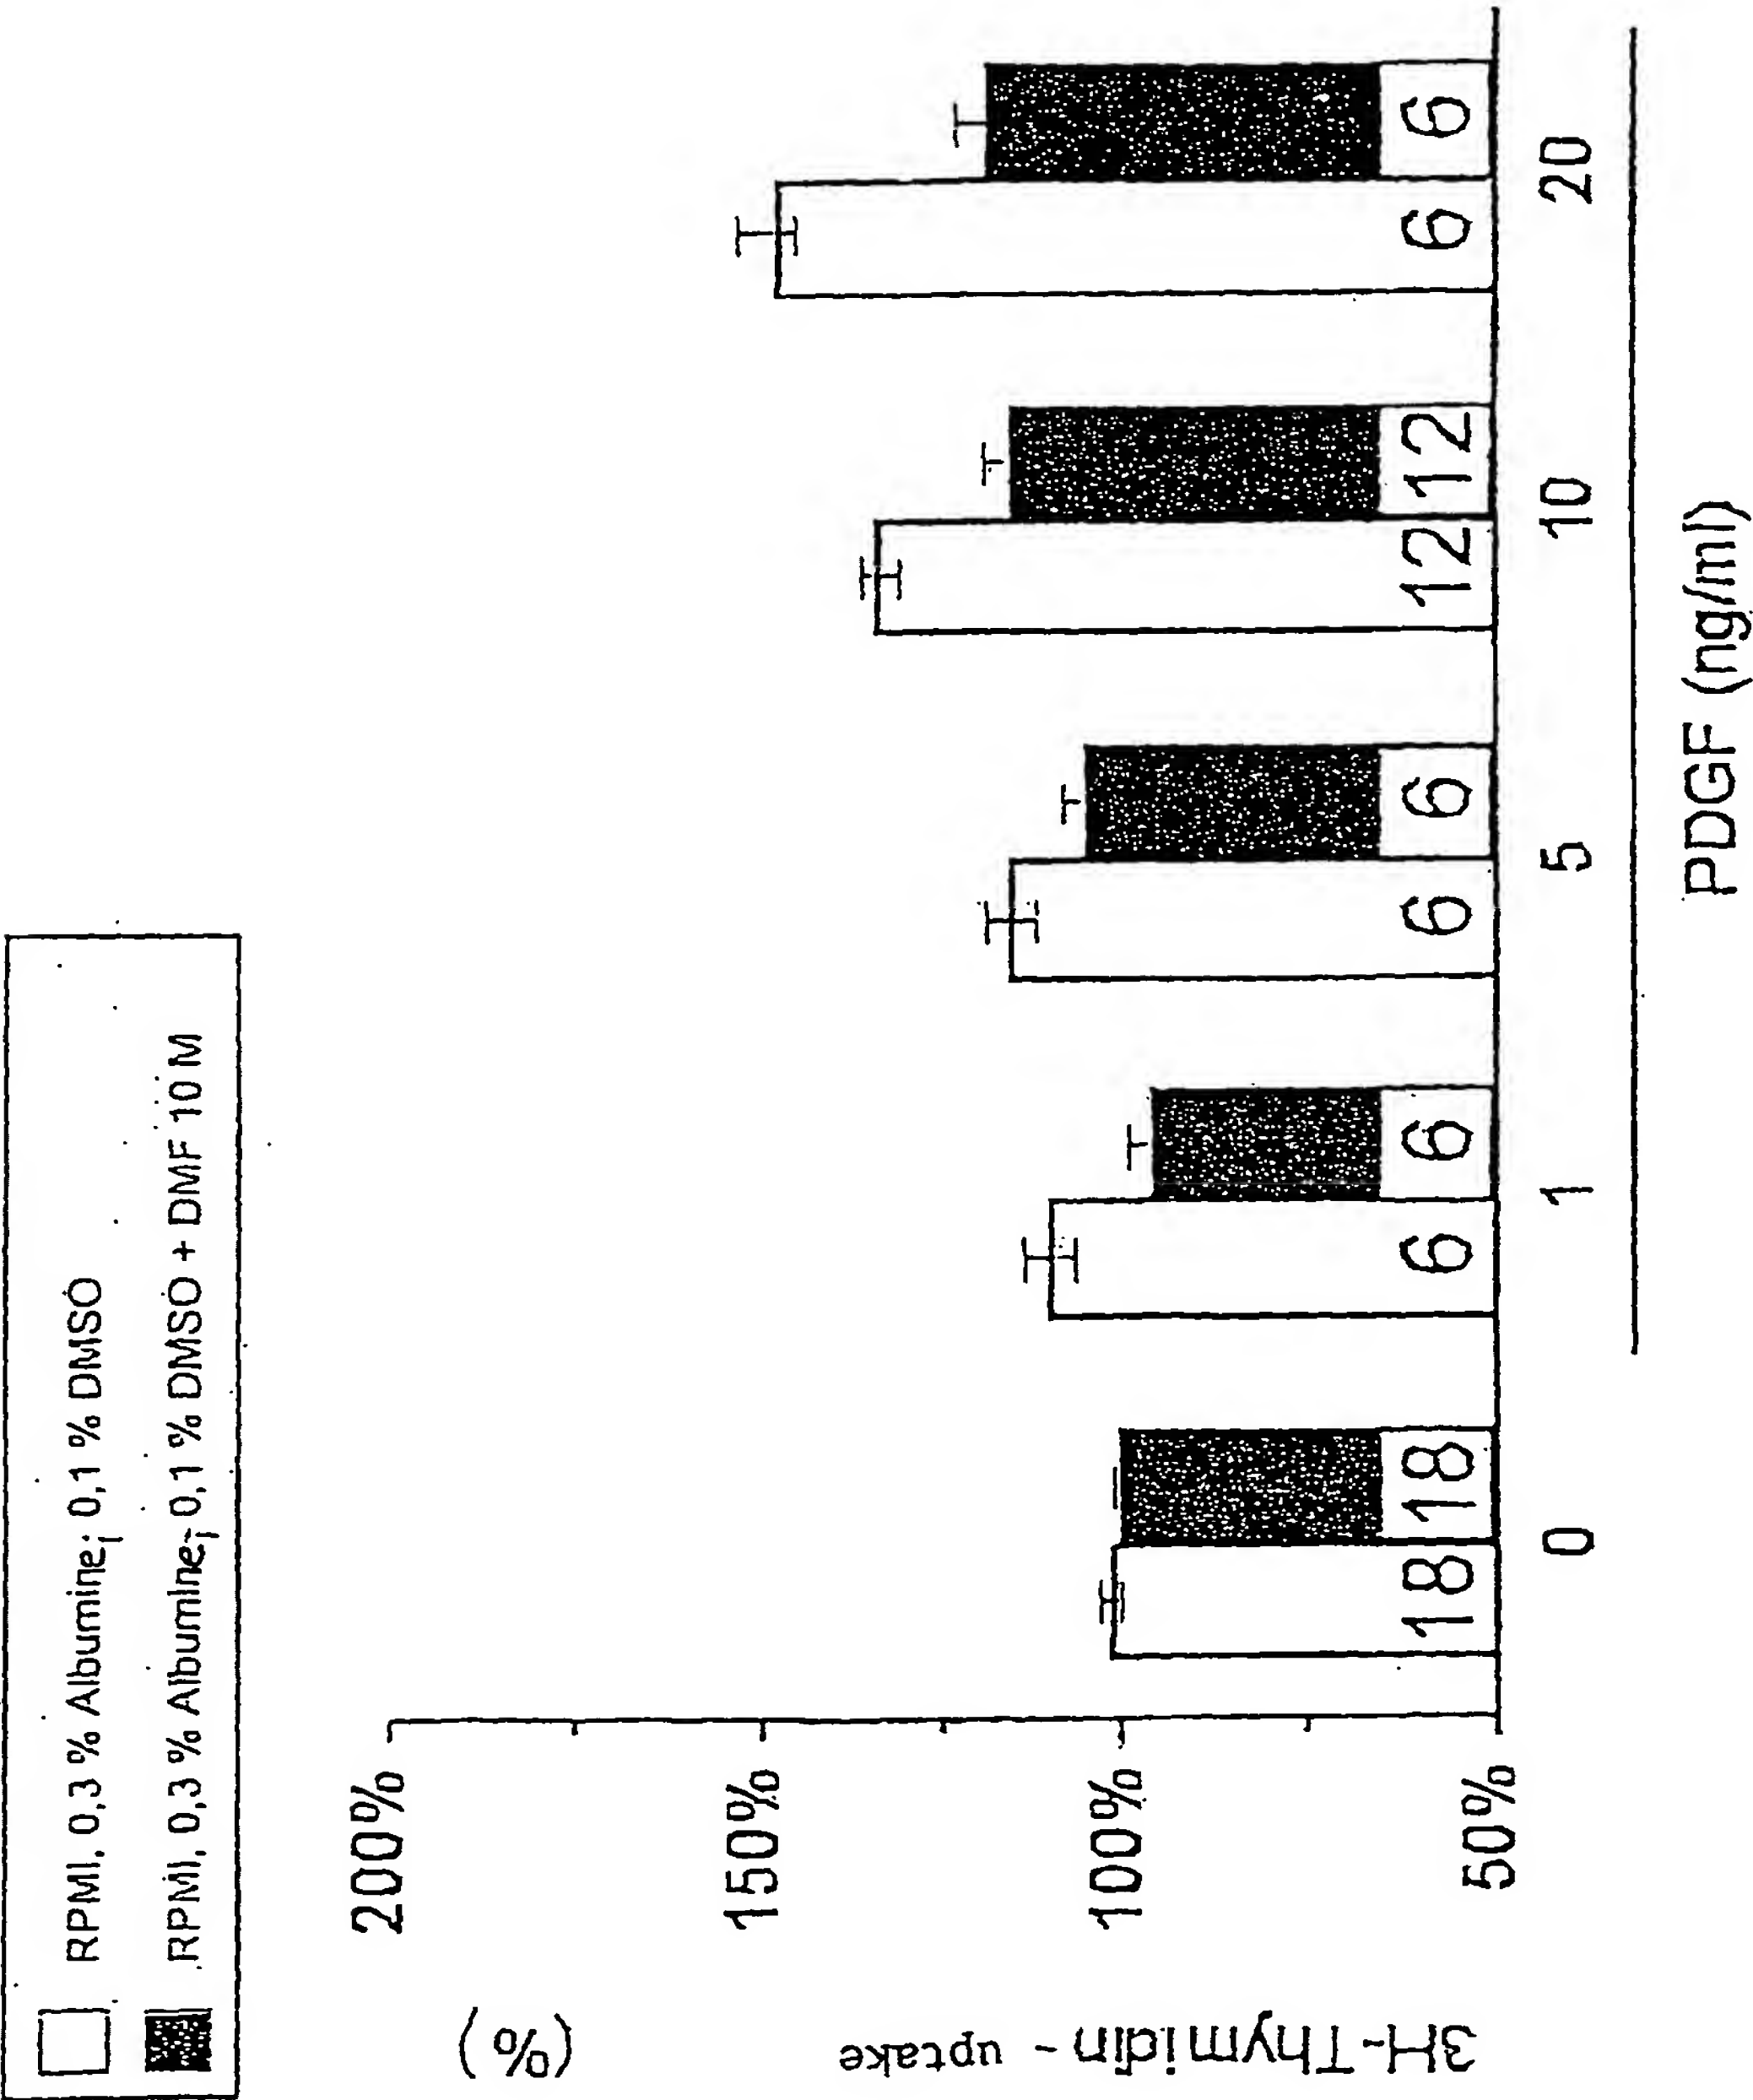 RPMI, 0,3 % Albumine; 0,1 % DMSO
RPMI, 0,3 % Albumine; 0,1 % DMSO + DMF 10 M
3H-Thymidin - uptake (%)
200%
150%
100%
50%
18 18 6 6 6 6 12 12 6 6
0 1 5 10 20
PDGF (ng/ml)